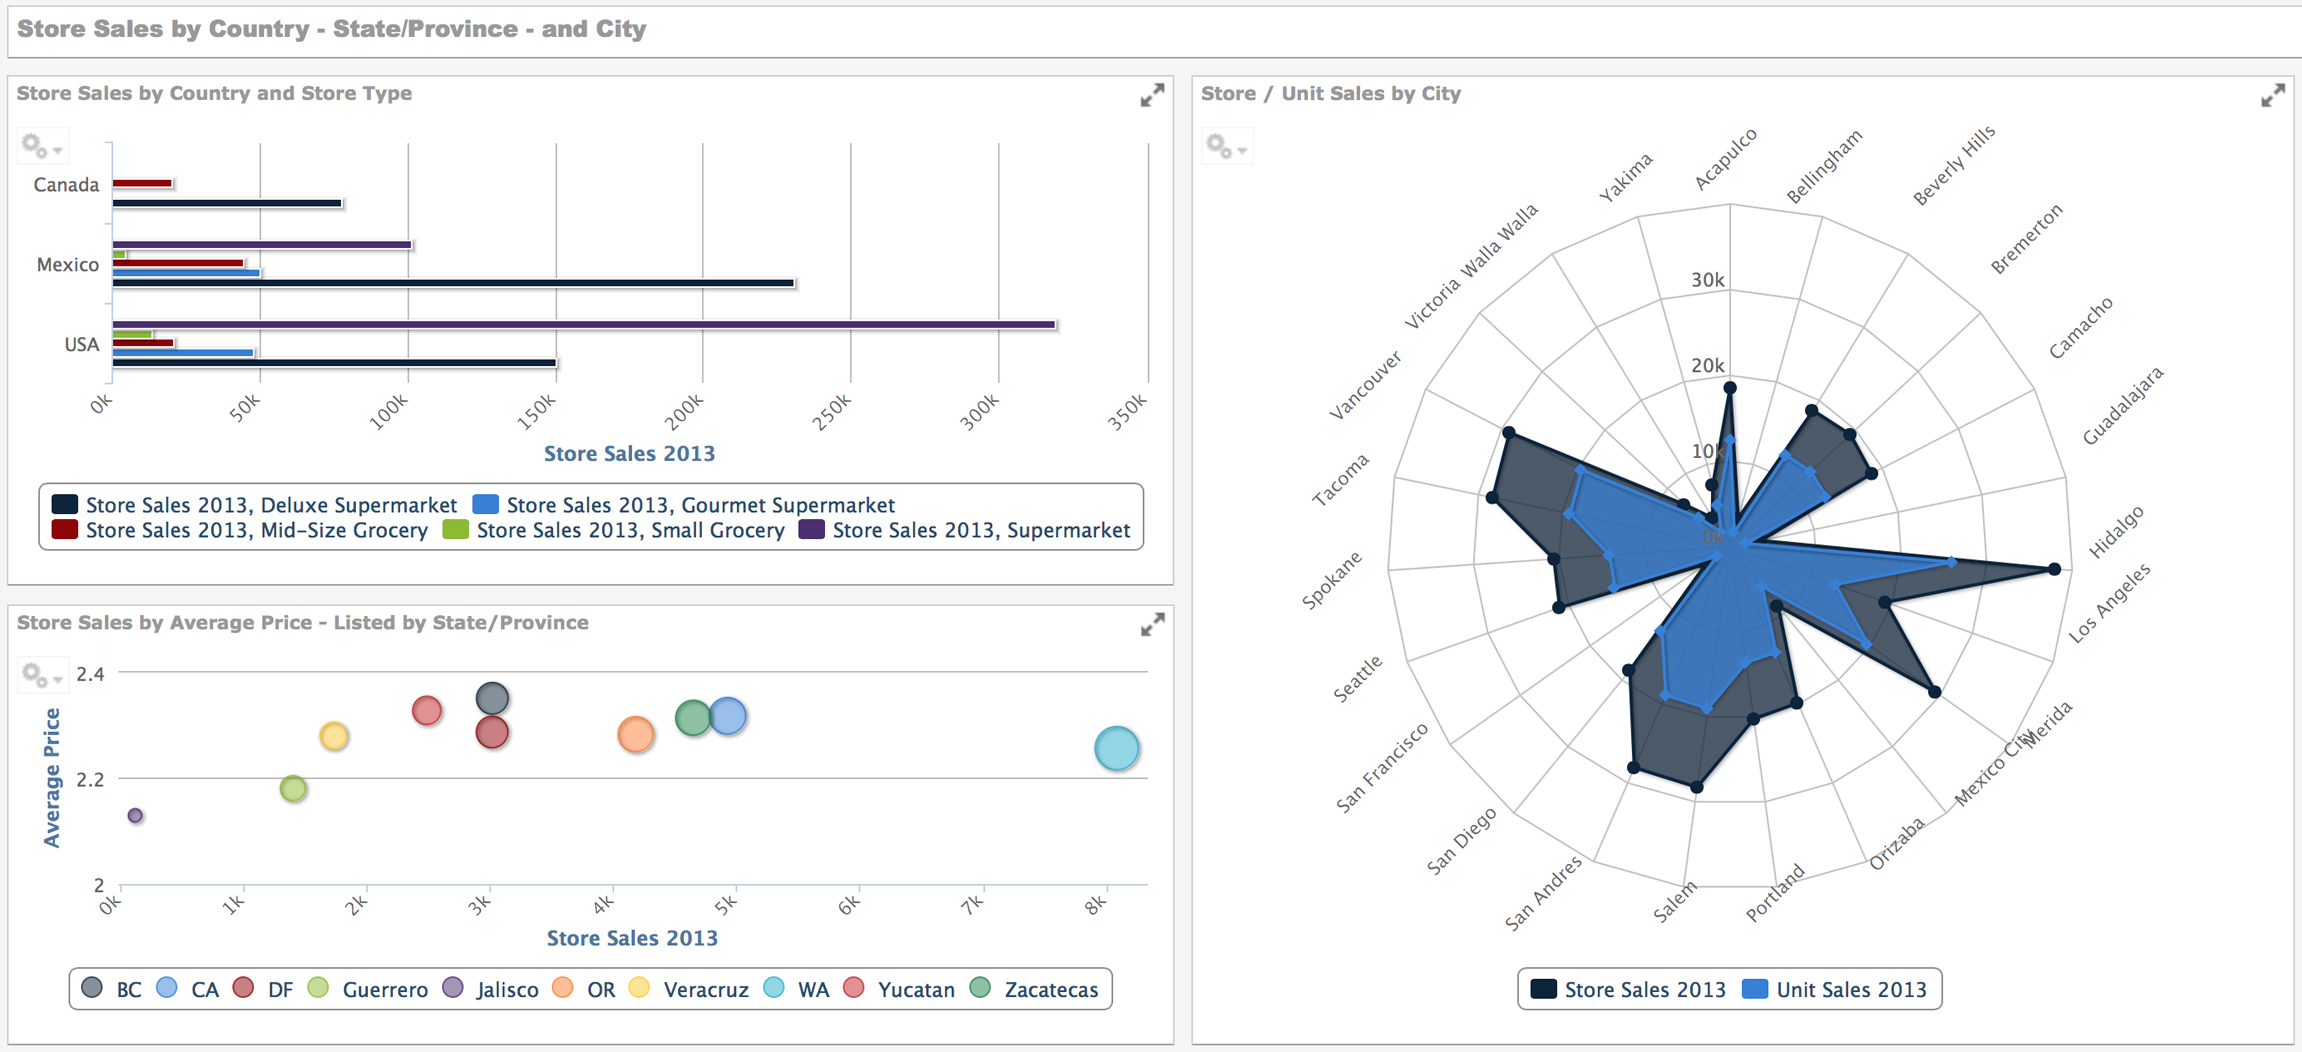 Store Sales by Country - State/Province - and City
Store Sales by Country and Store Type
Canada
Mexico
USA
0k 50k 100k 150k 200k 250k 300k 350k
Store Sales 2013
Store Sales 2013, Deluxe Supermarket Store Sales 2013, Gourmet Supermarket
Store Sales 2013, Mid-Size Grocery Store Sales 2013, Small Grocery Store Sales 2013, Supermarket
Store Sales by Average Price - Listed by State/Province
Average Price
2.4
2.2
2
0k 1k 2k 3k 4k 5k 6k 7k 8k
Store Sales 2013
BC CA DF Guerrero Jalisco OR Veracruz WA Yucatan Zacatecas
Store / Unit Sales by City
Acapulco
Bellingham
Beverly Hills
Bremerton
Camacho
Guadalajara
Hidalgo
Los Angeles
Merida
Mexico City
Orizaba
Portland
Salem
San Andres
San Diego
San Francisco
Seattle
Spokane
Tacoma
Vancouver
Victoria Walla Walla
Yakima
30k
20k
10k
0k
Store Sales 2013 Unit Sales 2013